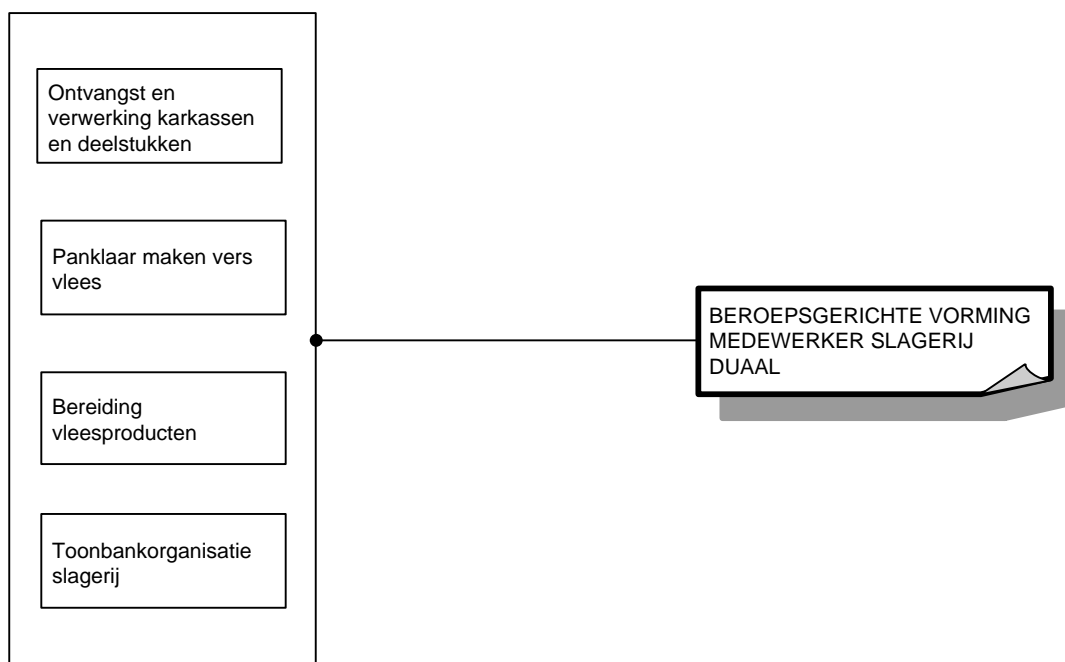 Ontvangst en
verwerking karkassen
en deelstukken
Panklaar maken vers
vlees
Bereiding
vleesproducten
Toonbankorganisatie
slagerij
BEROEPSGERICHTE VORMING
MEDEWERKER SLAGERIJ
DUAAL